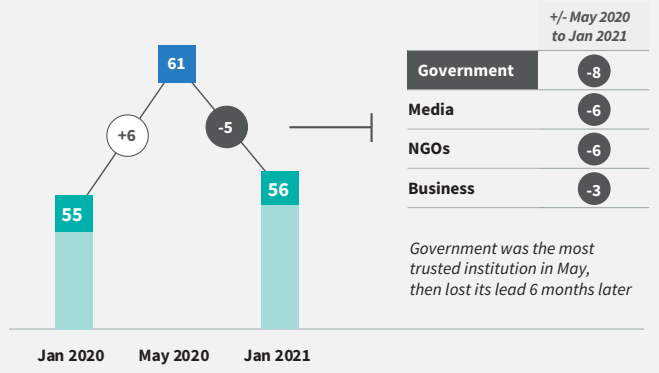 +/- May 2020
to Jan 2021
61
Government -8
+6
-5
Media -6
NGOs -6
55
56
Business -3
Government was the most
trusted institution in May,
then lost its lead 6 months later
Jan 2020 May 2020 Jan 2021